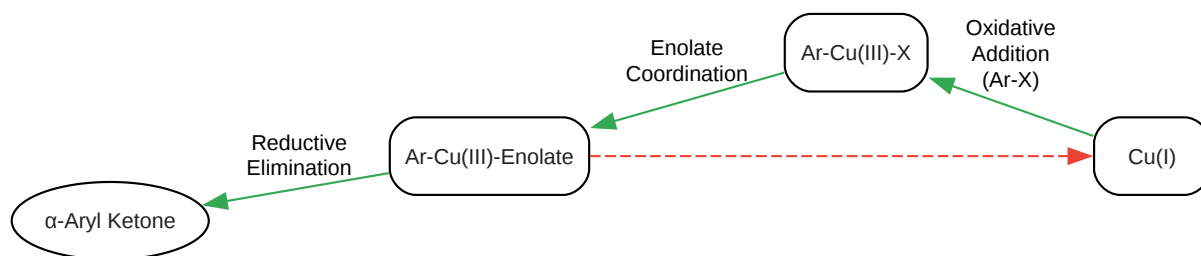 Oxidative
Addition
(Ar-X)
Enolate
Coordination
Ar-Cu(III)-X
Reductive
Elimination
Ar-Cu(III)-Enolate
Cu(I)
α-Aryl Ketone